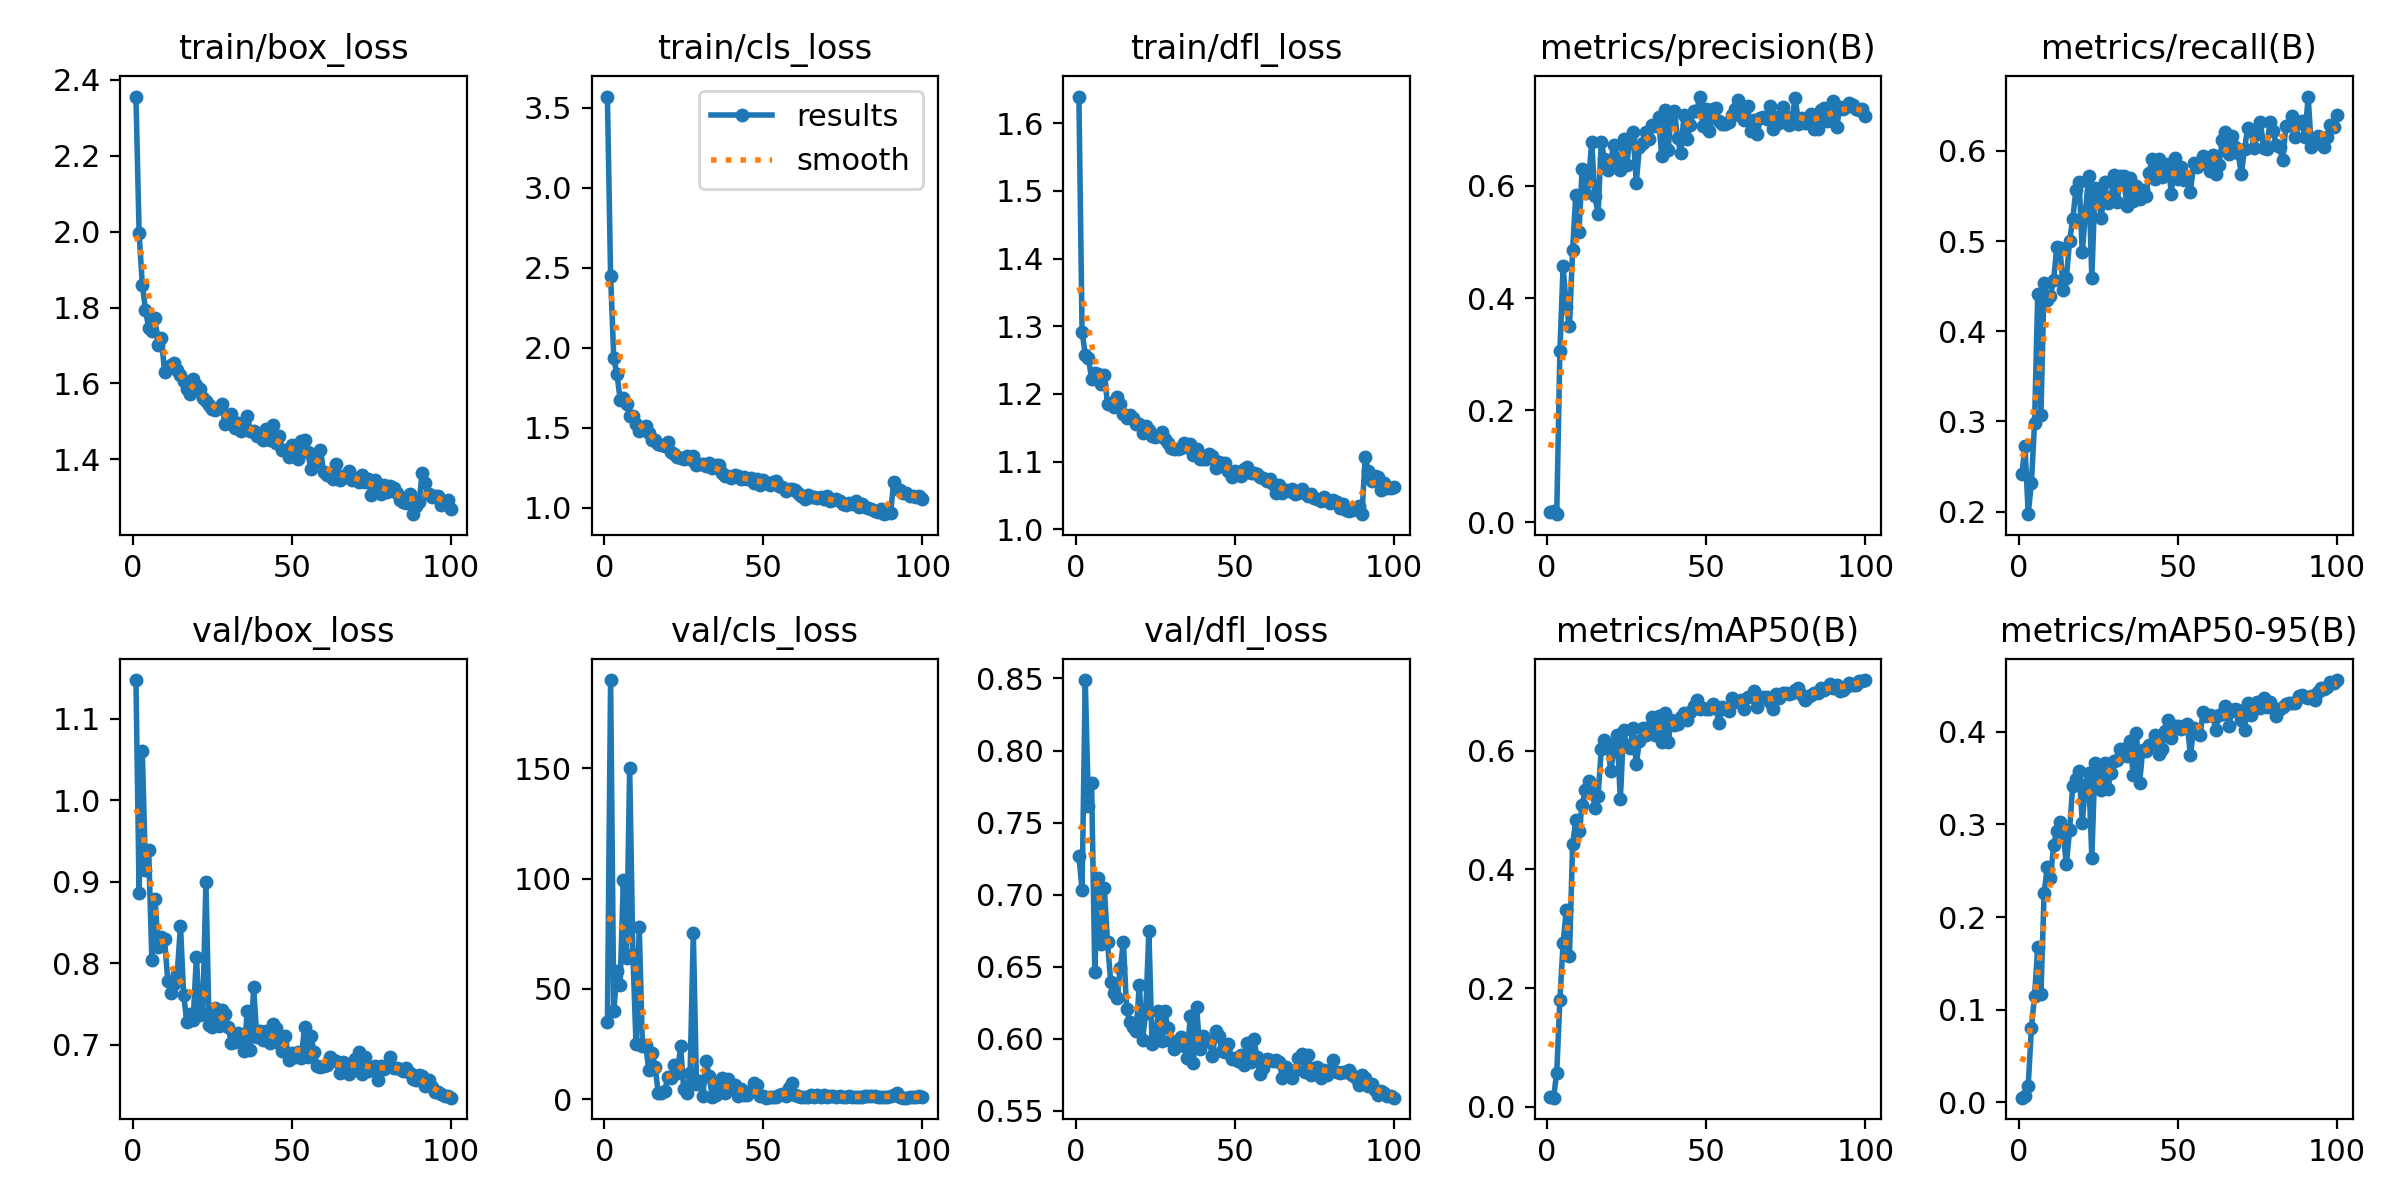 train/box_loss
2.4
2.2
2.0
1.8
1.6
1.4
0 50 100
train/cls_loss
results
smooth
3.5
3.0
2.5
2.0
1.5
1.0
0 50 100
train/dfl_loss
1.6
1.5
1.4
1.3
1.2
1.1
1.0
0 50 100
metrics/precision(B)
0.6
0.4
0.2
0.0
0 50 100
metrics/recall(B)
0.6
0.5
0.4
0.3
0.2
0 50 100
val/box_loss
1.1
1.0
0.9
0.8
0.7
0 50 100
val/cls_loss
150
100
50
0
0 50 100
val/dfl_loss
0.85
0.80
0.75
0.70
0.65
0.60
0.55
0 50 100
metrics/mAP50(B)
0.6
0.4
0.2
0.0
0 50 100
metrics/mAP50-95(B)
0.4
0.3
0.2
0.1
0.0
0 50 100